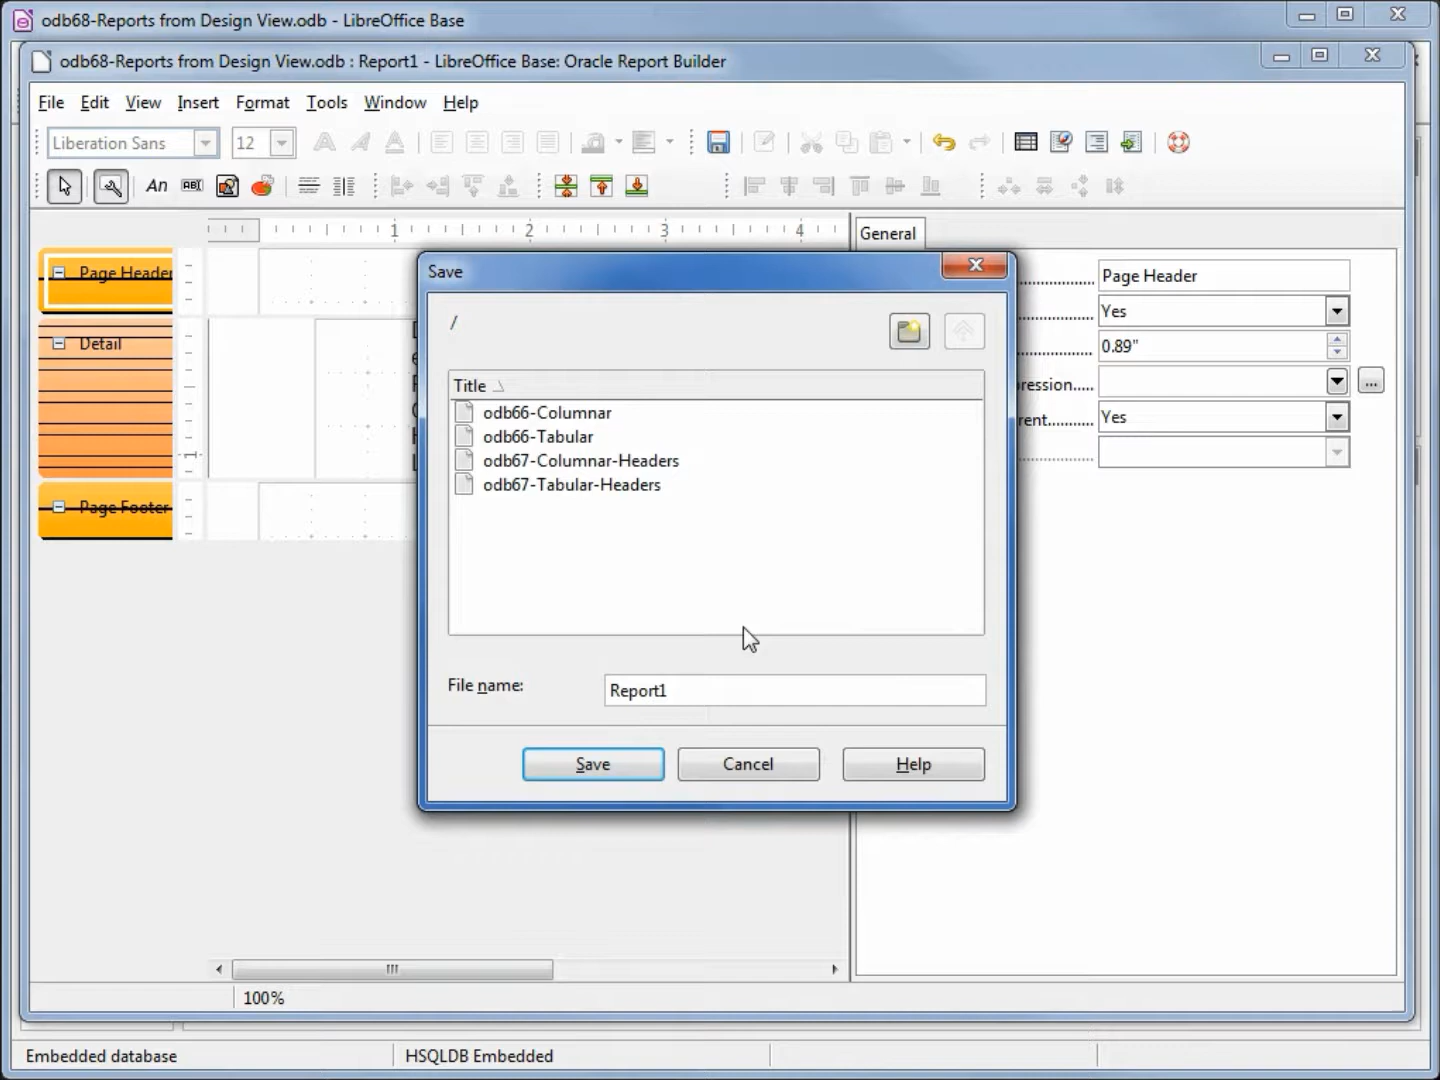 odb68-Reports from Design View.odb - LibreOffice Base
odb68-Reports from Design View.odb : Report1 - LibreOffice Base: Oracle Report Builder
File Edit View Insert Format Tools Window Help
Liberation Sans 12
An ABI
1 2 3 4
General
Page Header
Page Header
Yes
Detail
0.89"
ression.....
rent..........
Yes
1
Page Footer
Save
/
Title
odb66-Columnar
odb66-Tabular
odb67-Columnar-Headers
odb67-Tabular-Headers
File name:
Report1
Save
Cancel
Help
100%
Embedded database
HSQLDB Embedded